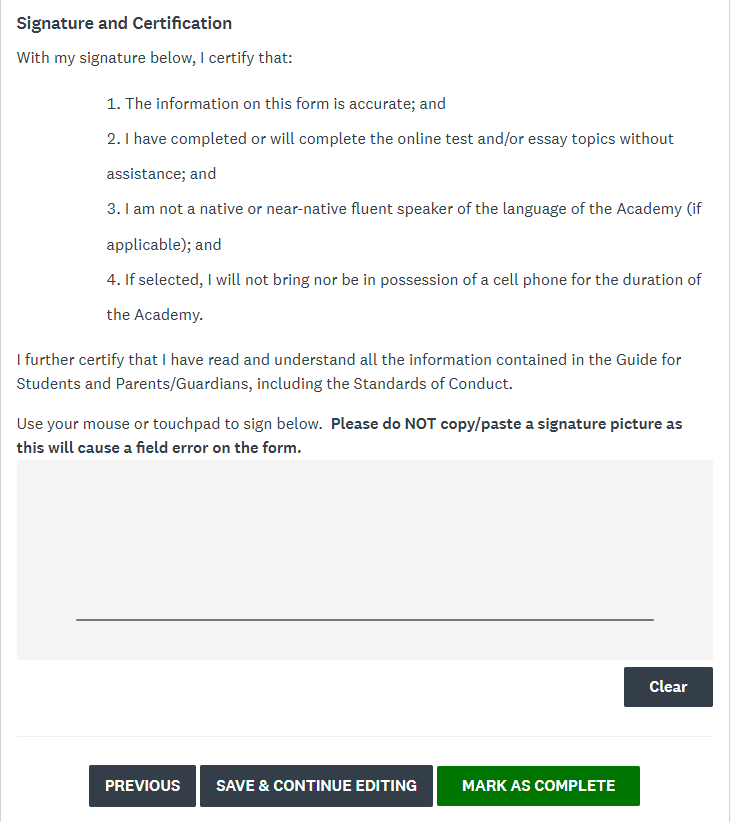 Signature and Certification
With my signature below, I certify that:
1. The information on this form is accurate; and
2. I have completed or will complete the online test and/or essay topics without
assistance; and
3. I am not a native or near-native fluent speaker of the language of the Academy (if
applicable); and
4. If selected, I will not bring nor be in possession of a cell phone for the duration of
the Academy.
I further certify that I have read and understand all the information contained in the Guide for
Students and Parents/Guardians, including the Standards of Conduct.
Use your mouse or touchpad to sign below. Please do NOT copy/paste a signature picture as
this will cause a field error on the form.
Clear
PREVIOUS SAVE & CONTINUE EDITING MARK AS COMPLETE